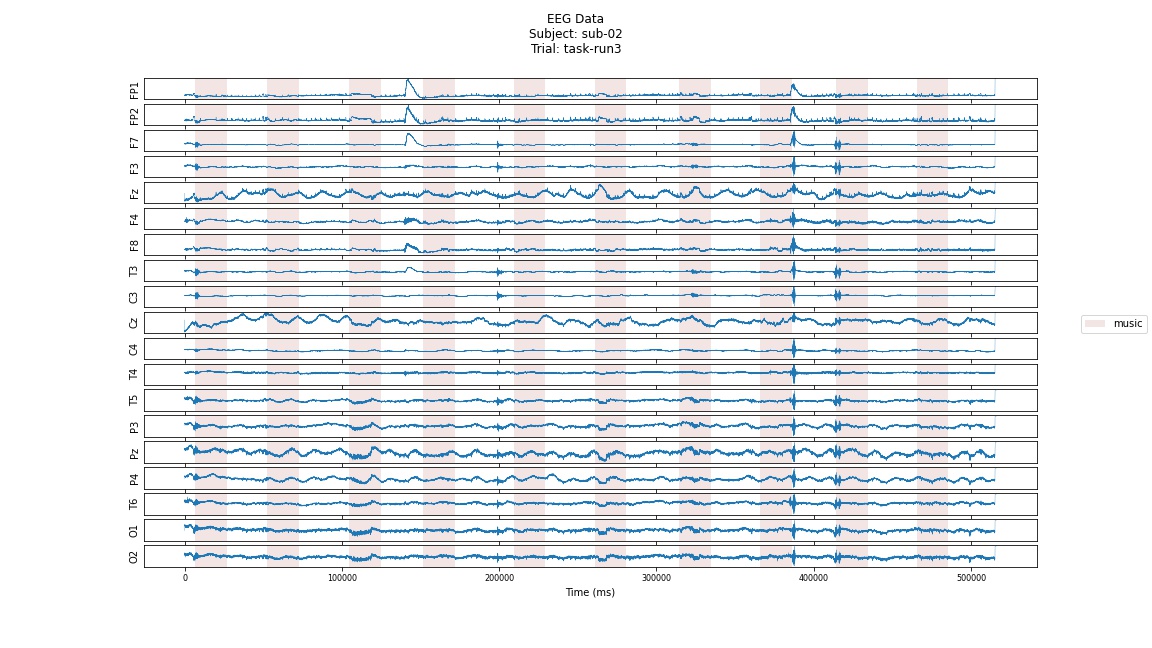 EEG Data
Subject: sub-02
Trial: task-run3
FP1
FP2
F7
F3
Fz
F4
F8
T3
C3
Cz
C4
T4
T5
P3
Pz
P4
T6
O1
O2
music
0 100000 200000 300000 400000 500000
Time (ms)